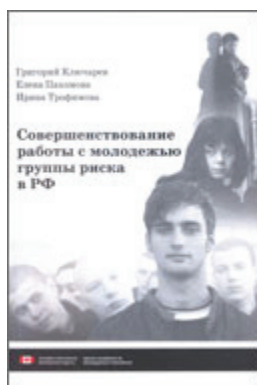 Григорий Ключарев
Елена Пахомова
Ирина Трофимова
Совершенствование
работы с молодежью
группы риска
в РФ